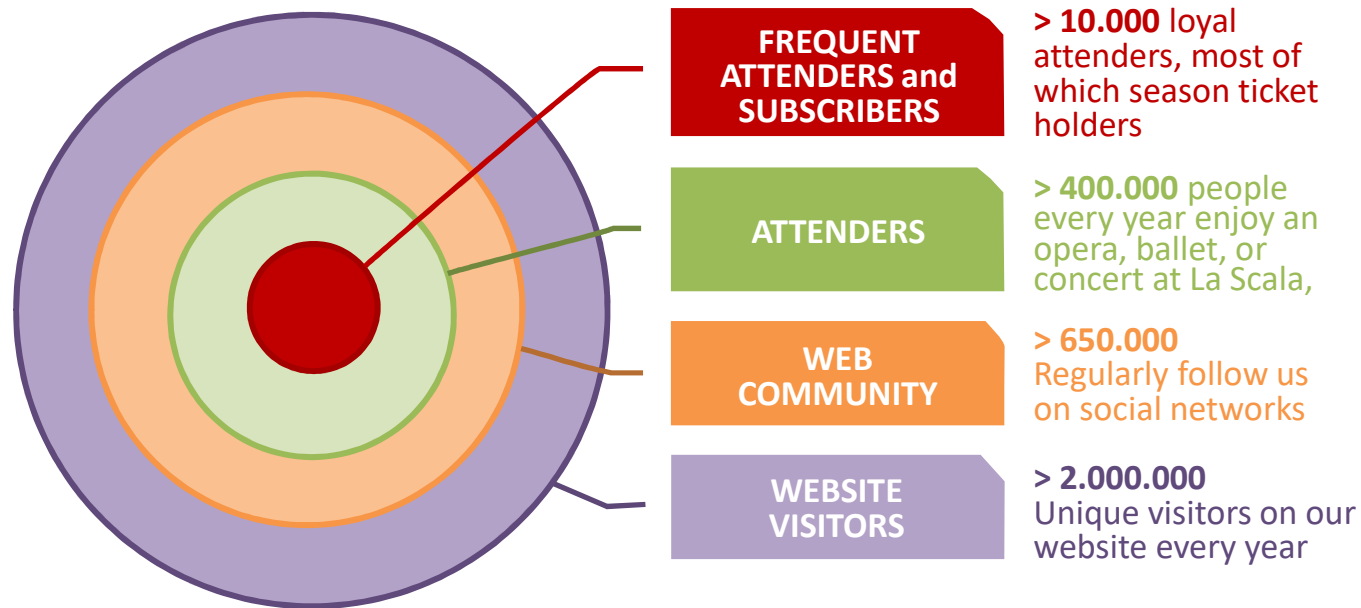 FREQUENT
ATTENDERS and
SUBSCRIBERS
> 10.000 loyal
attenders, most of
which season ticket
holders
ATTENDERS
> 400.000 people
every year enjoy an
opera, ballet, or
concert at La Scala,
WEB
COMMUNITY
> 650.000
Regularly follow us
on social networks
WEBSITE
VISITORS
> 2.000.000
Unique visitors on our
website every year